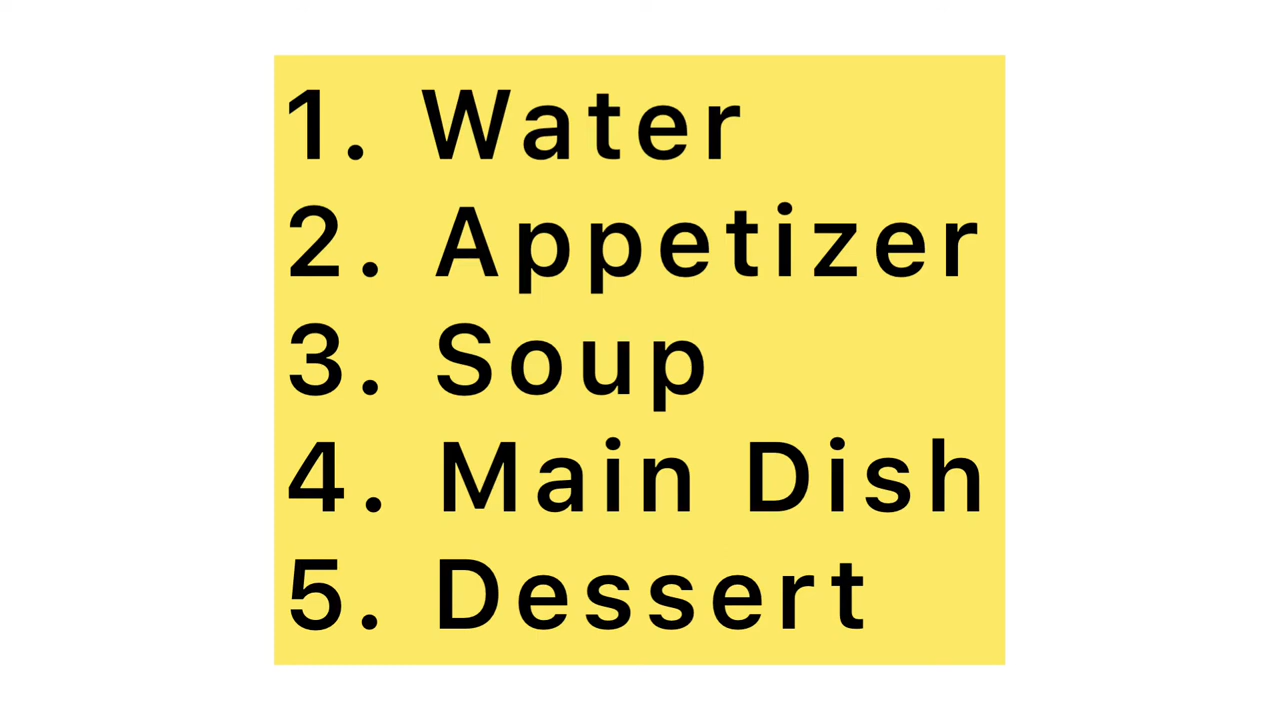 1. Water
2. Appetizer
3. Soup
4. Main Dish
5. Dessert